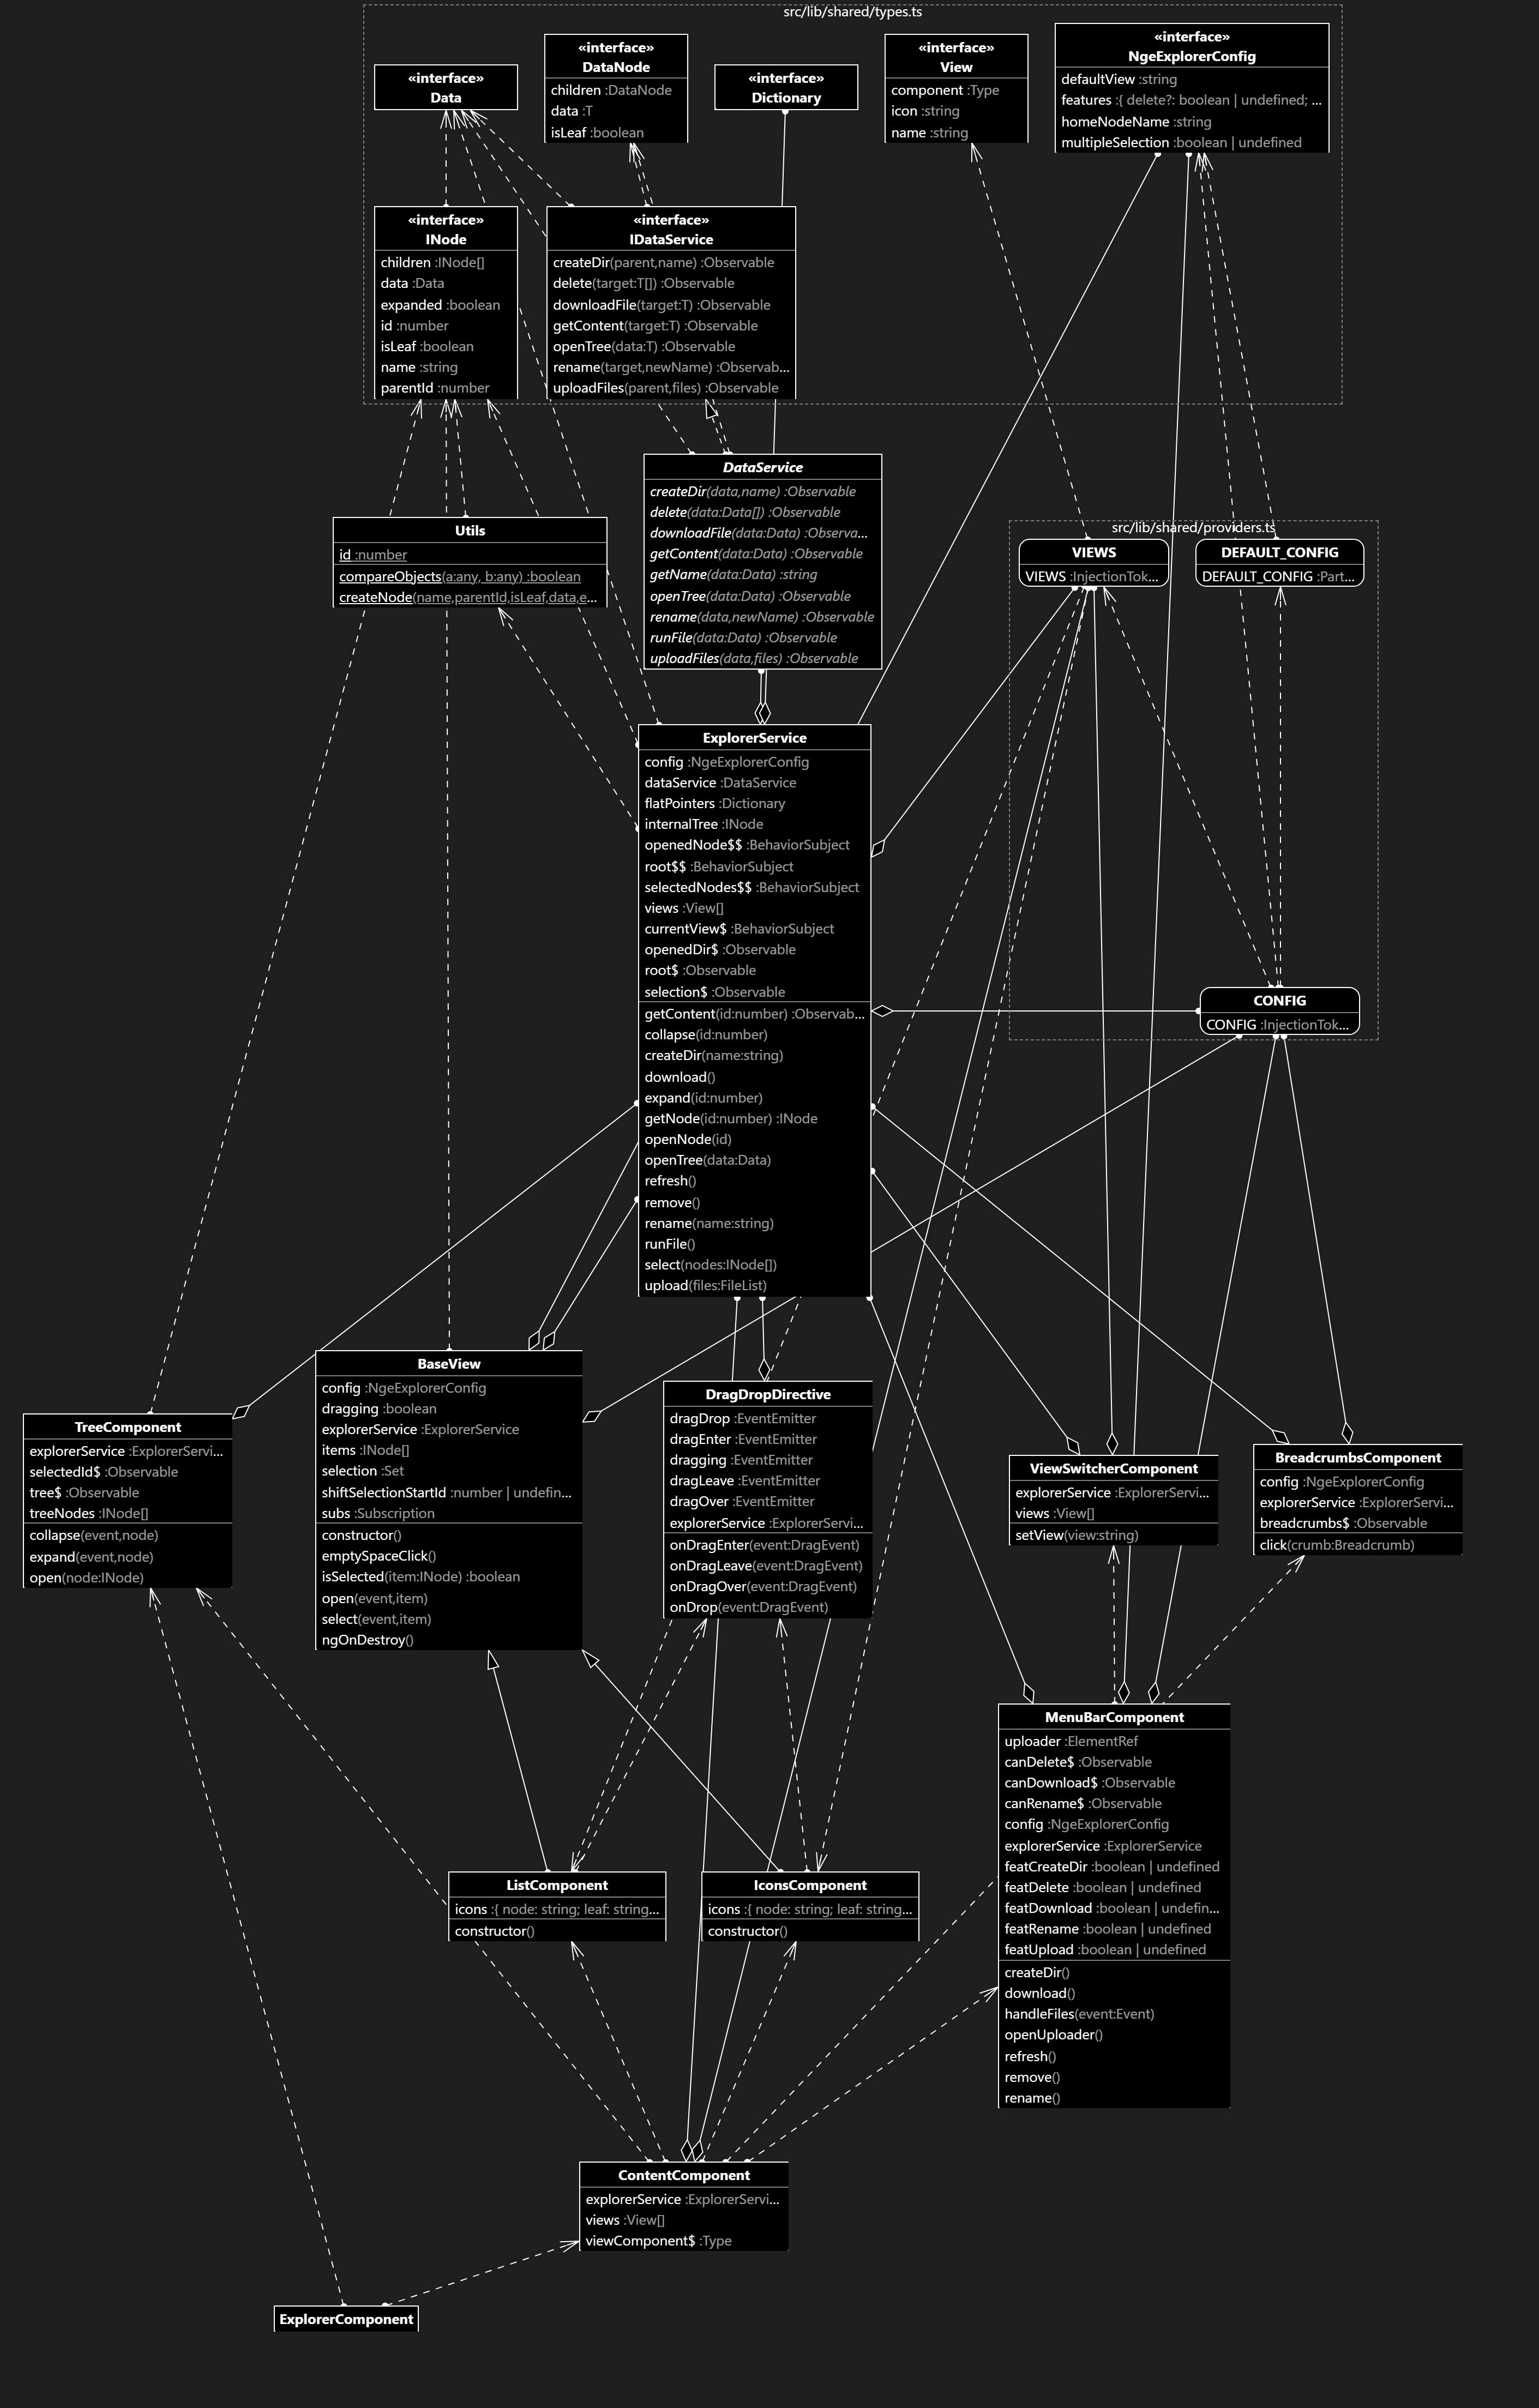 src/lib/shared/types.ts
«interface»
Data
«interface»
DataNode
children :DataNode
data :T
isLeaf :boolean
«interface»
Dictionary
«interface»
View
component :Type
icon :string
name :string
«interface»
NgeExplorerConfig
defaultView :string
features :{ delete?: boolean | undefined; ...
homeNodeName :string
multipleSelection :boolean | undefined
«interface»
INode
children :INode[]
data :Data
expanded :boolean
id :number
isLeaf :boolean
name :string
parentId :number
«interface»
IDataService
createDir(parent,name) :Observable
delete(target:T[]) :Observable
downloadFile(target:T) :Observable
getContent(target:T) :Observable
openTree(data:T) :Observable
rename(target,newName) :Observab...
uploadFiles(parent,files) :Observable
DataService
createDir(data,name) :Observable
delete(data:Data[]) :Observable
downloadFile(data:Data) :Observa...
getContent(data:Data) :Observable
getName(data:Data) :string
openTree(data:Data) :Observable
rename(data,newName) :Observable
runFile(data:Data) :Observable
uploadFiles(data,files) :Observable
Utils
id :number
compareObjects(a:any, b:any) :boolean
createNode(name,parentId,isLeaf,data,e...
src/lib/shared/providers.ts
VIEWS
VIEWS :InjectionTok...
DEFAULT_CONFIG
DEFAULT_CONFIG :Part...
CONFIG
CONFIG :InjectionTok...
ExplorerService
config :NgeExplorerConfig
dataService :DataService
flatPointers :Dictionary
internalTree :INode
openedNode$$ :BehaviorSubject
root$$ :BehaviorSubject
selectedNodes$$ :BehaviorSubject
views :View[]
currentView$ :BehaviorSubject
openedDir$ :Observable
root$ :Observable
selection$ :Observable
getContent(id:number) :Observab...
collapse(id:number)
createDir(name:string)
download()
expand(id:number)
getNode(id:number) :INode
openNode(id)
openTree(data:Data)
refresh()
remove()
rename(name:string)
runFile()
select(nodes:INode[])
upload(files:FileList)
TreeComponent
explorerService :ExplorerServi...
selectedId$ :Observable
tree$ :Observable
treeNodes :INode[]
collapse(event,node)
expand(event,node)
open(node:INode)
BaseView
config :NgeExplorerConfig
dragging :boolean
explorerService :ExplorerService
items :INode[]
selection :Set
shiftSelectionStartId :number | undefin...
subs :Subscription
constructor()
emptySpaceClick()
isSelected(item:INode) :boolean
open(event,item)
select(event,item)
ngOnDestroy()
DragDropDirective
dragDrop :EventEmitter
dragEnter :EventEmitter
dragging :EventEmitter
dragLeave :EventEmitter
dragOver :EventEmitter
explorerService :ExplorerServi...
onDragEnter(event:DragEvent)
onDragLeave(event:DragEvent)
onDragOver(event:DragEvent)
onDrop(event:DragEvent)
ViewSwitcherComponent
explorerService :ExplorerServi...
views :View[]
setView(view:string)
BreadcrumbsComponent
config :NgeExplorerConfig
explorerService :ExplorerServi...
breadcrumbs$ :Observable
click(crumb:Breadcrumb)
MenuBarComponent
uploader :ElementRef
canDelete$ :Observable
canDownload$ :Observable
canRename$ :Observable
config :NgeExplorerConfig
explorerService :ExplorerService
featCreateDir :boolean | undefined
featDelete :boolean | undefined
featDownload :boolean | undefin...
featRename :boolean | undefined
featUpload :boolean | undefined
createDir()
download()
handleFiles(event:Event)
openUploader()
refresh()
remove()
rename()
ListComponent
icons :{ node: string; leaf: string...
constructor()
IconsComponent
icons :{ node: string; leaf: string...
constructor()
ContentComponent
explorerService :ExplorerServi...
views :View[]
viewComponent$ :Type
ExplorerComponent